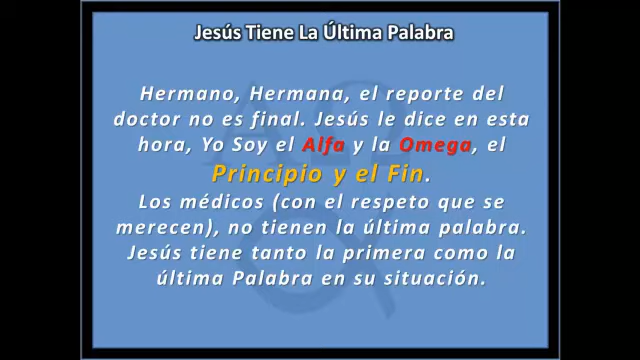 Jesús Tiene La Última Palabra
Hermano, Hermana, el reporte del
doctor no es final. Jesús le dice en esta
hora, Yo Soy el Alfa y la Omega, el
Principio y el Fin.
Los médicos (con el respeto que se
merecen), no tienen la última palabra.
Jesús tiene tanto la primera como la
última Palabra en su situación.